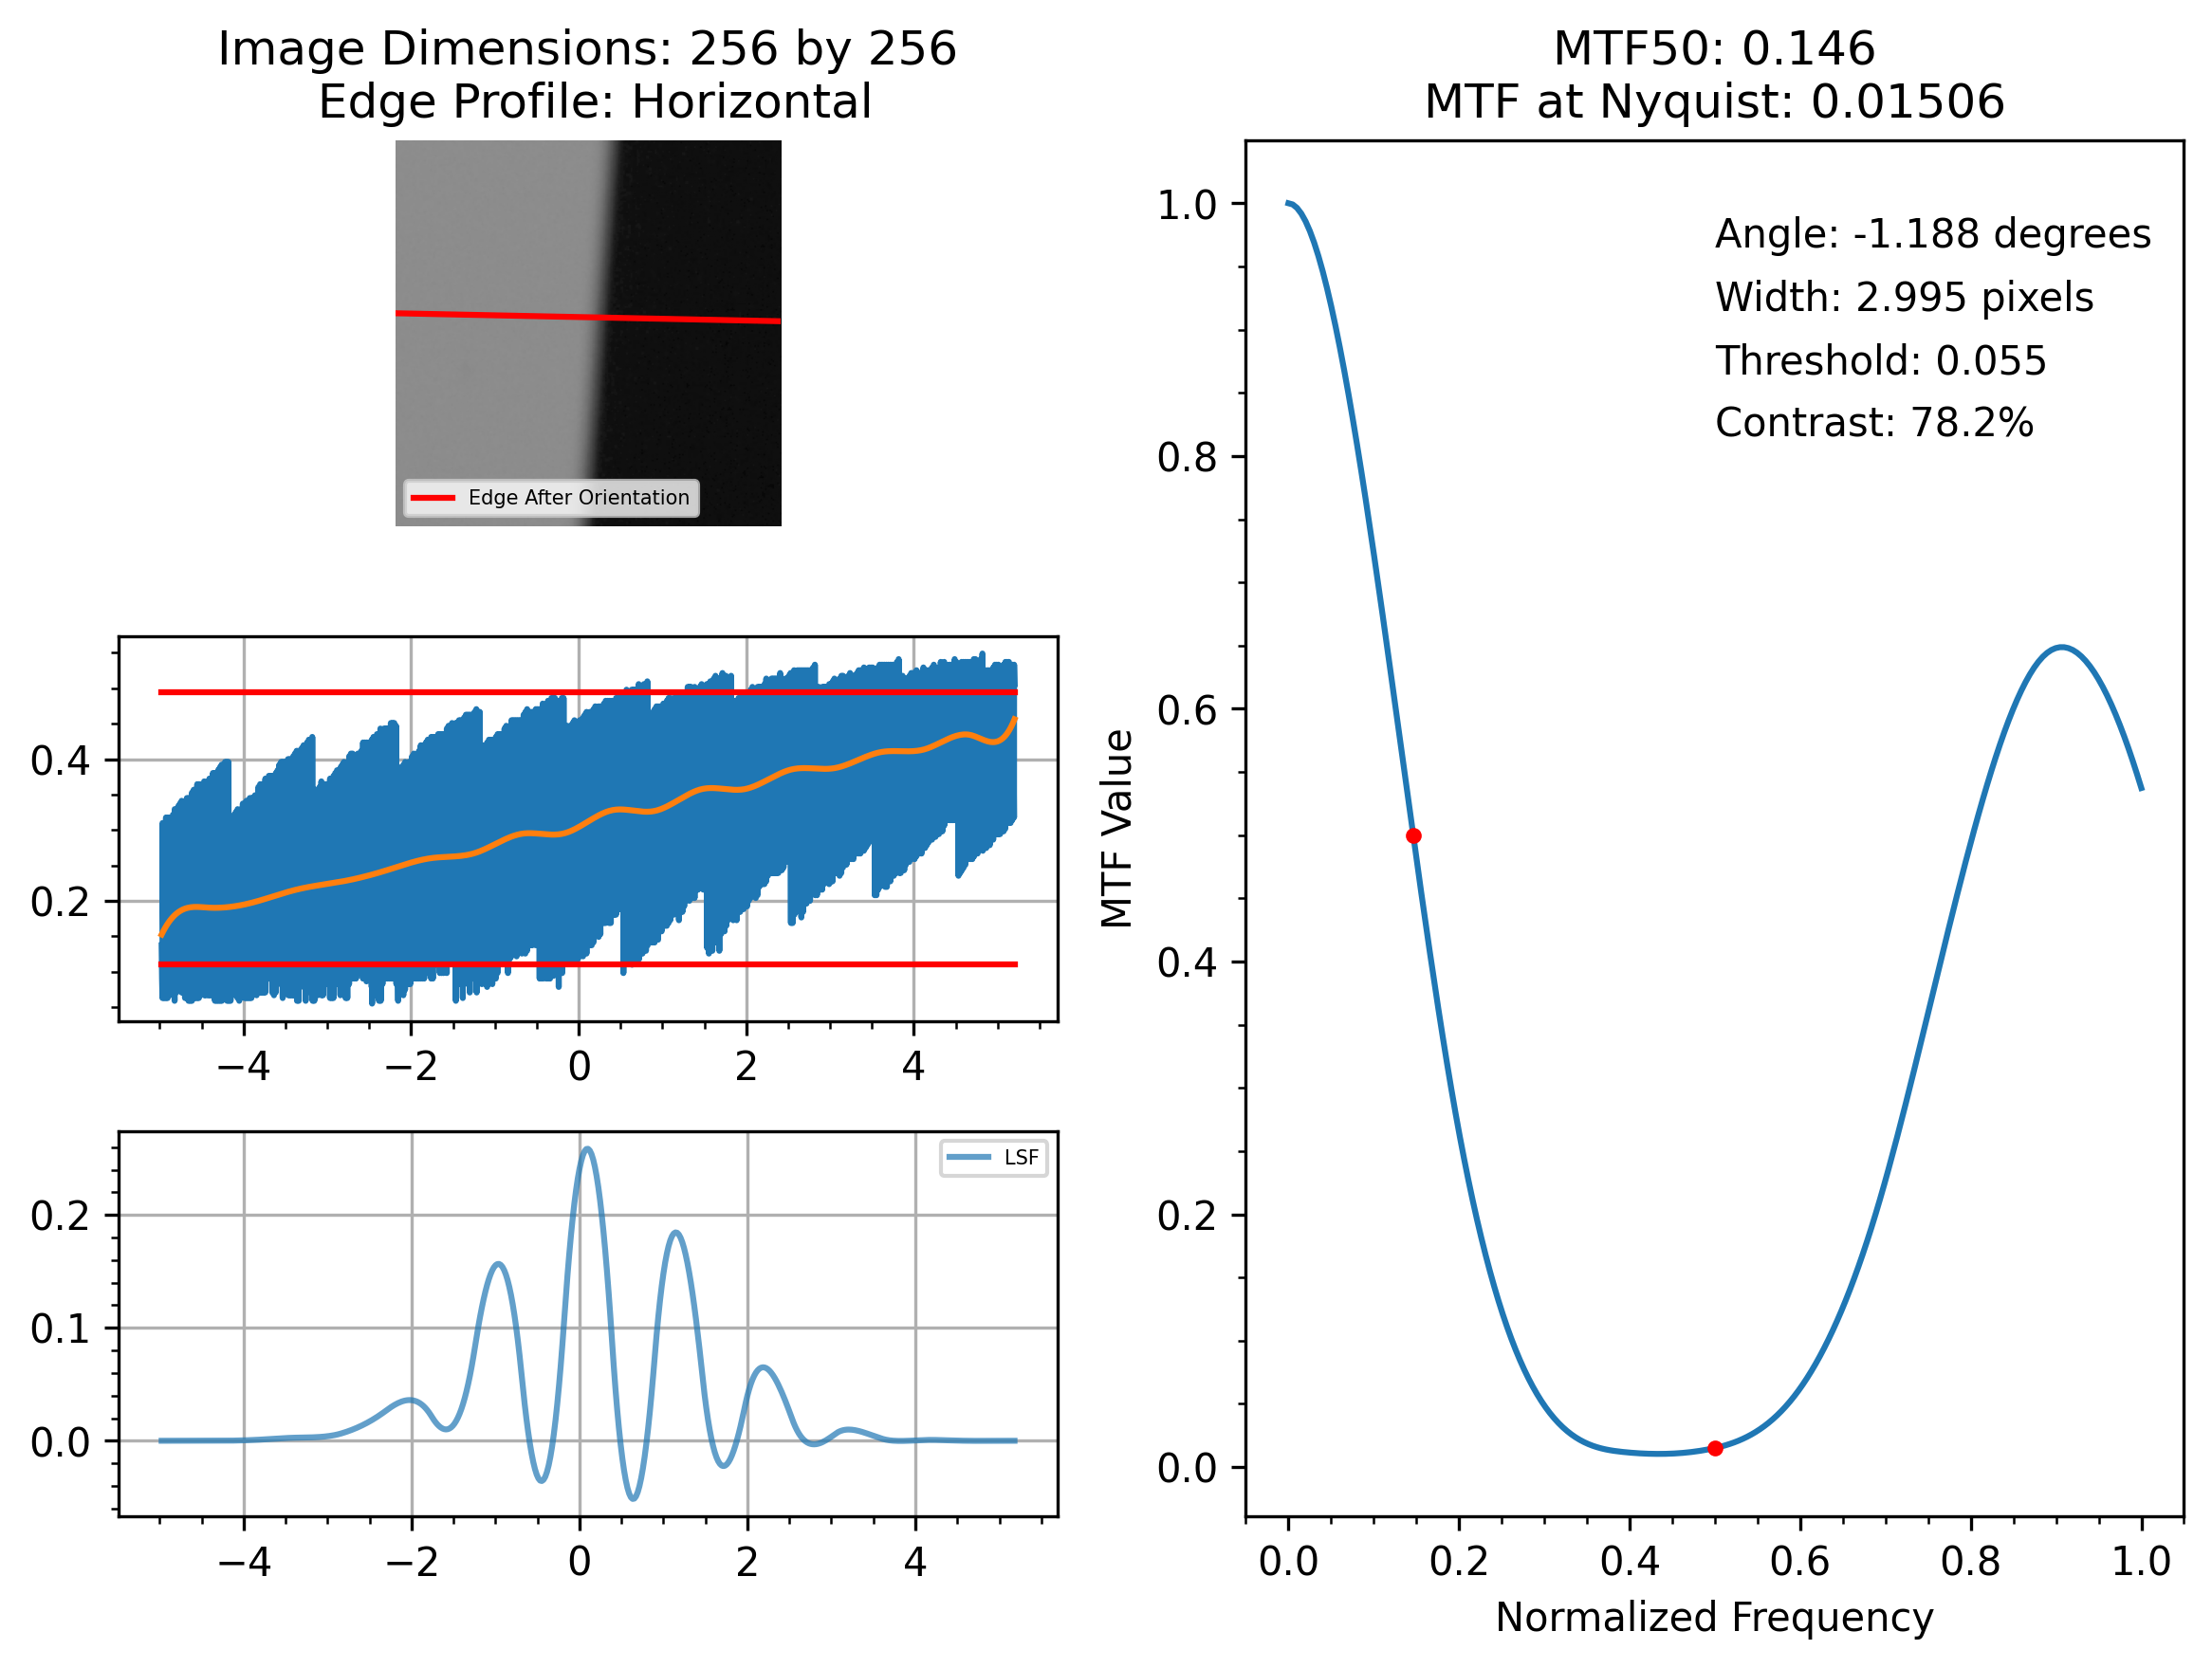 Image Dimensions: 256 by 256
Edge Profile: Horizontal
Edge After Orientation
0.4
0.2
−4 −2 0 2 4
LSF
0.2
0.1
0.0
−4 −2 0 2 4
MTF50: 0.146
MTF at Nyquist: 0.01506
Angle: -1.188 degrees
Width: 2.995 pixels
Threshold: 0.055
Contrast: 78.2%
MTF Value
1.0
0.8
0.6
0.4
0.2
0.0
0.0 0.2 0.4 0.6 0.8 1.0
Normalized Frequency